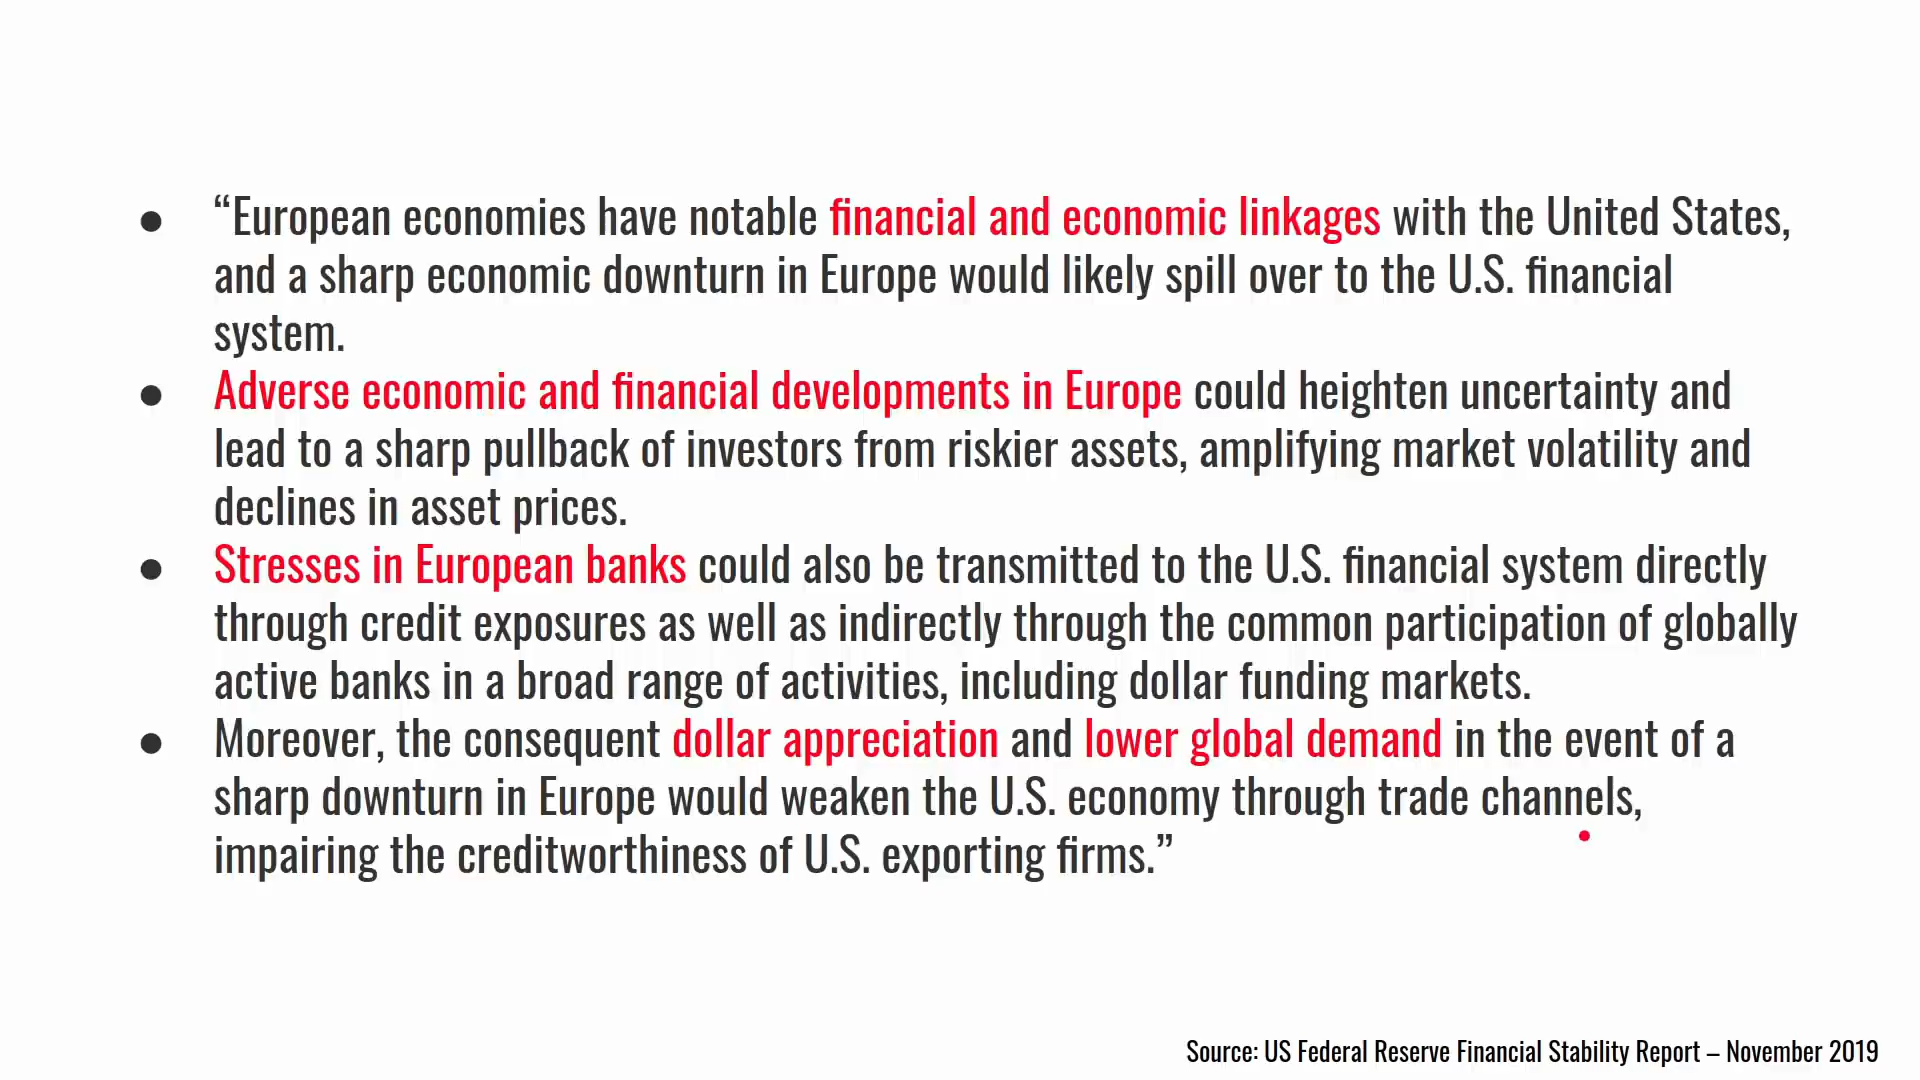 ● “European economies have notable financial and economic linkages with the United States,
and a sharp economic downturn in Europe would likely spill over to the U.S. financial
system.
● Adverse economic and financial developments in Europe could heighten uncertainty and
lead to a sharp pullback of investors from riskier assets, amplifying market volatility and
declines in asset prices.
● Stresses in European banks could also be transmitted to the U.S. financial system directly
through credit exposures as well as indirectly through the common participation of globally
active banks in a broad range of activities, including dollar funding markets.
● Moreover, the consequent dollar appreciation and lower global demand in the event of a
sharp downturn in Europe would weaken the U.S. economy through trade channels,
impairing the creditworthiness of U.S. exporting firms.”
Source: US Federal Reserve Financial Stability Report – November 2019